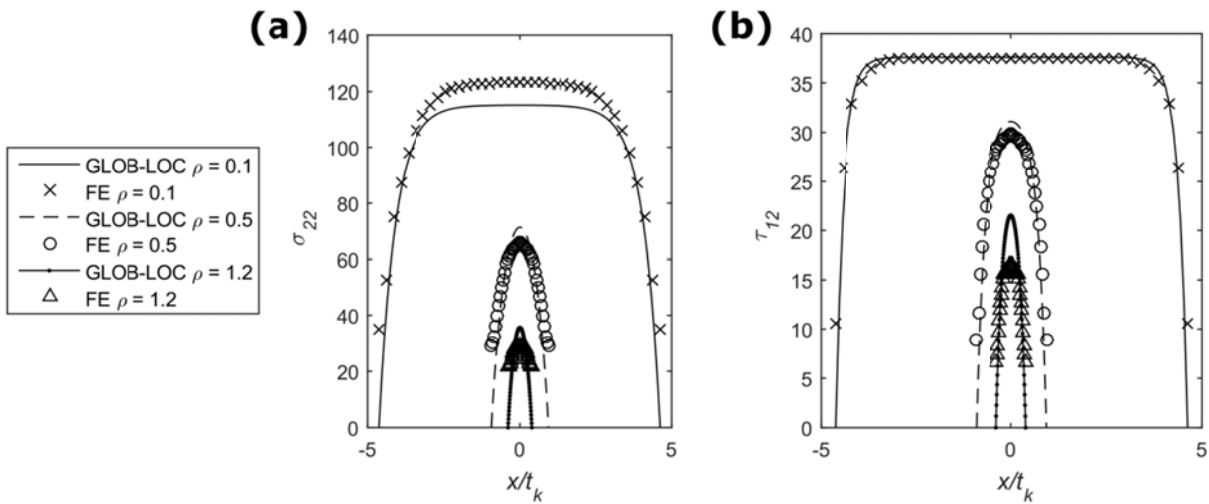 (a)
(b)
GLOB-LOC ρ = 0.1
FE ρ = 0.1
GLOB-LOC ρ = 0.5
FE ρ = 0.5
GLOB-LOC ρ = 1.2
FE ρ = 1.2
140
120
100
80
60
40
20
0
σ22
-5
0
5
x/tk
40
35
30
25
20
15
10
5
0
τ12
-5
0
5
x/tk